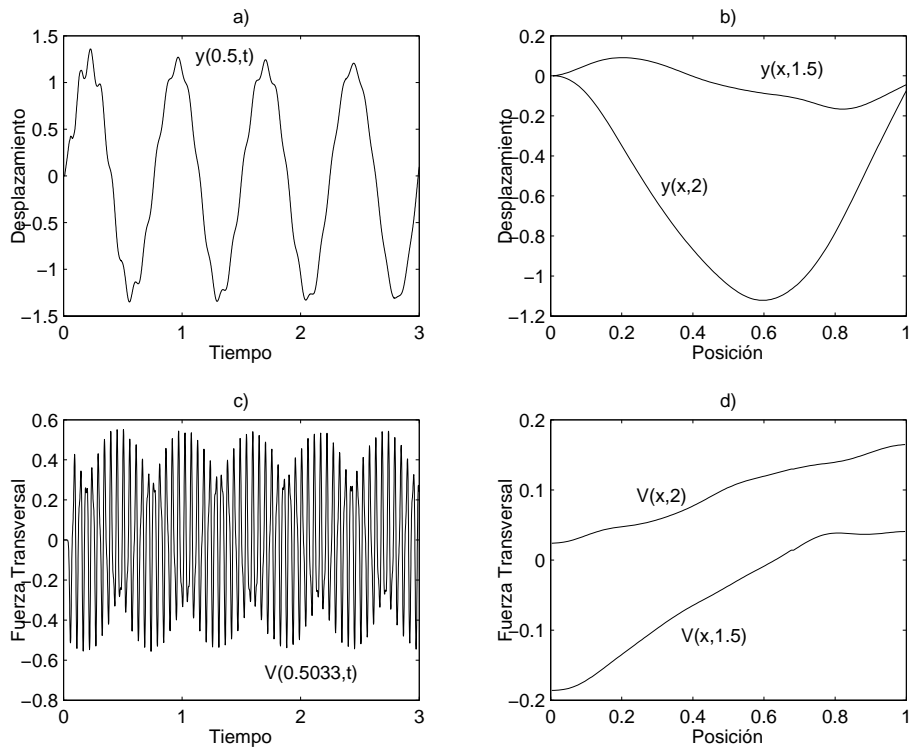 a)
1.5
1
0.5
0
−0.5
−1
−1.5
0
1
2
3
Desplazamiento
Tiempo
y(0.5,t)
b)
0.2
0
−0.2
−0.4
−0.6
−0.8
−1
−1.2
0
0.2
0.4
0.6
0.8
1
Desplazamiento
Posición
y(x,1.5)
y(x,2)
c)
0.6
0.4
0.2
0
−0.2
−0.4
−0.6
−0.8
0
1
2
3
Fuerza Transversal
Tiempo
V(0.5033,t)
d)
0.2
0.1
0
−0.1
−0.2
0
0.2
0.4
0.6
0.8
1
Fuerza Transversal
Posición
V(x,2)
V(x,1.5)